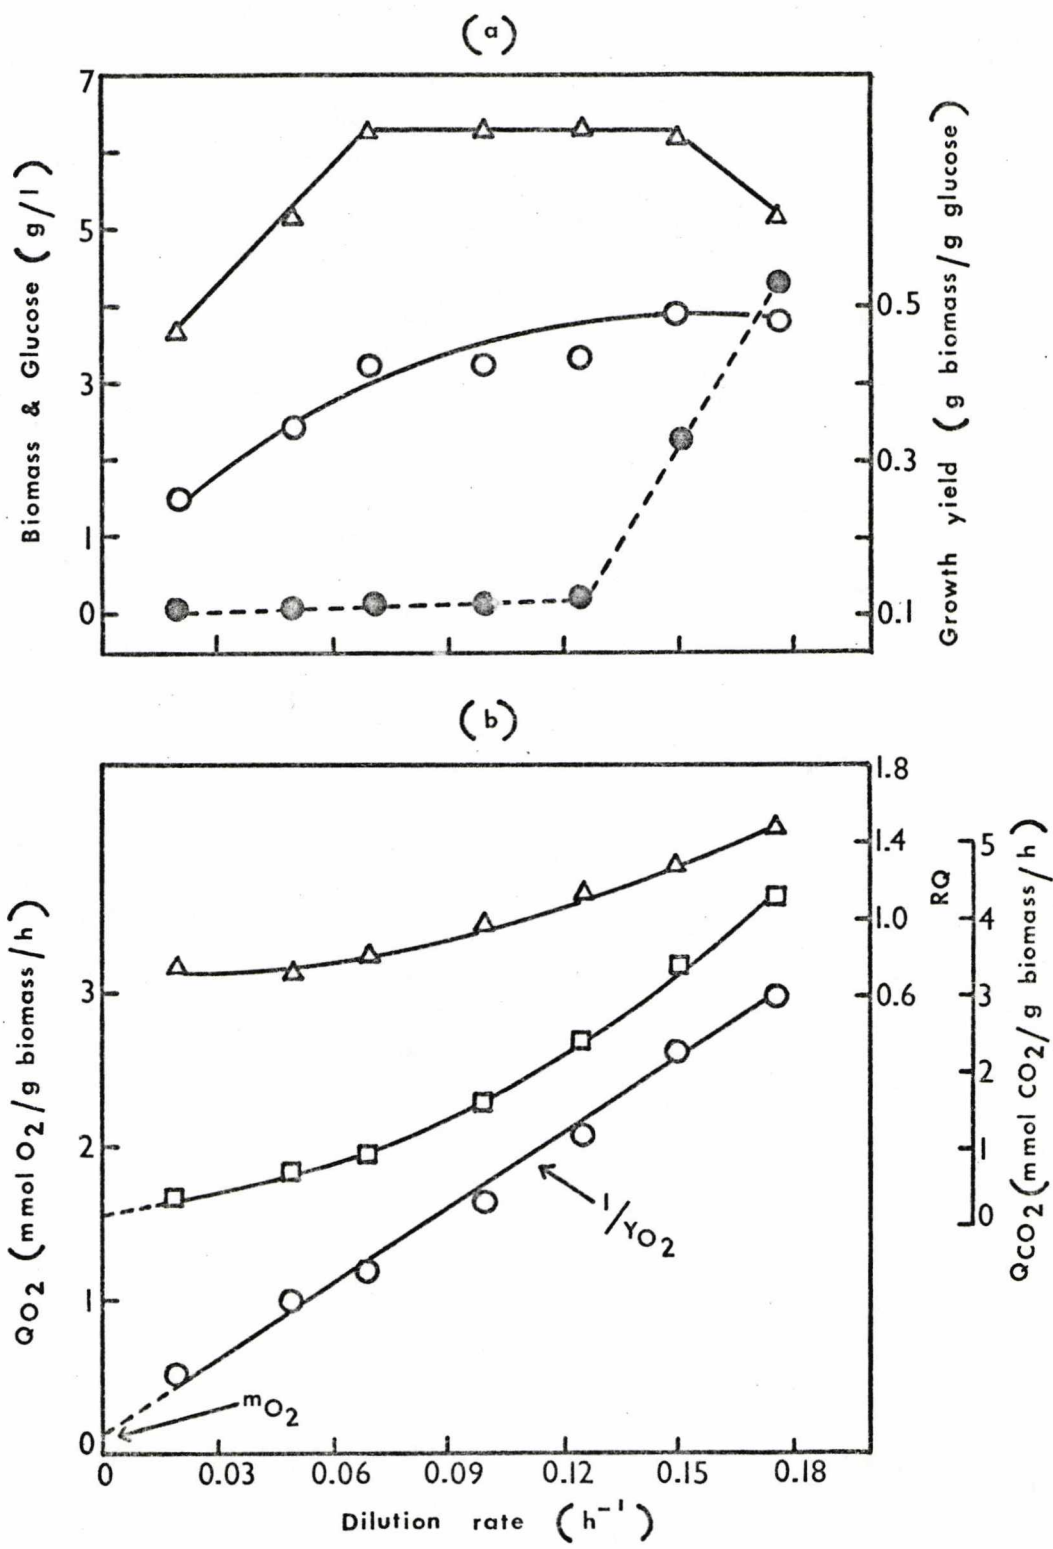 (a)
7
5
3
1
0
Biomass & Glucose (g/l)
0.5
0.3
0.1
Growth yield (g biomass/g glucose)
(b)
3
2
1
0
QO2 (mmol O2/g biomass/h)
1.8
1.4
1.0
0.6
RQ
5
4
3
2
1
0
QCO2 (mmol CO2/g biomass/h)
1/YO2
mO2
0 0.03 0.06 0.09 0.12 0.15 0.18
Dilution rate (h-1)